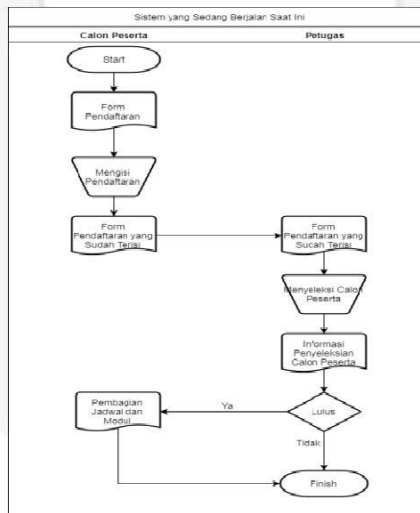 Sistem yang Sedang Berjalan Saat Ini
Calon Peserta
Petugas
Start
Form
Pendaftaran
Mengisi
Pendaftaran
Form
Pendaftaran yang
Sudah Terisi
Form
Pendaftaran yang
Sudah Terisi
Menyeleksi Calon
Peserta
Informasi
Penyeleksian
Calon Peserta
Pembagian
Jadwal dan
Modul
Ya
Lulus
Tidak
Finish